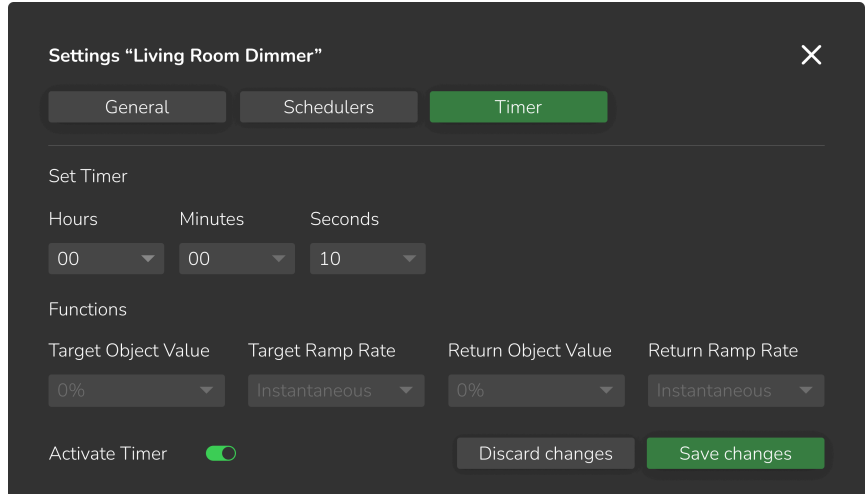 Settings “Living Room Dimmer”
General Schedulers Timer
Set Timer
Hours Minutes Seconds
00 00 10
Functions
Target Object Value Target Ramp Rate Return Object Value Return Ramp Rate
0% Instantaneous 0% Instantaneous
Activate Timer Discard changes Save changes